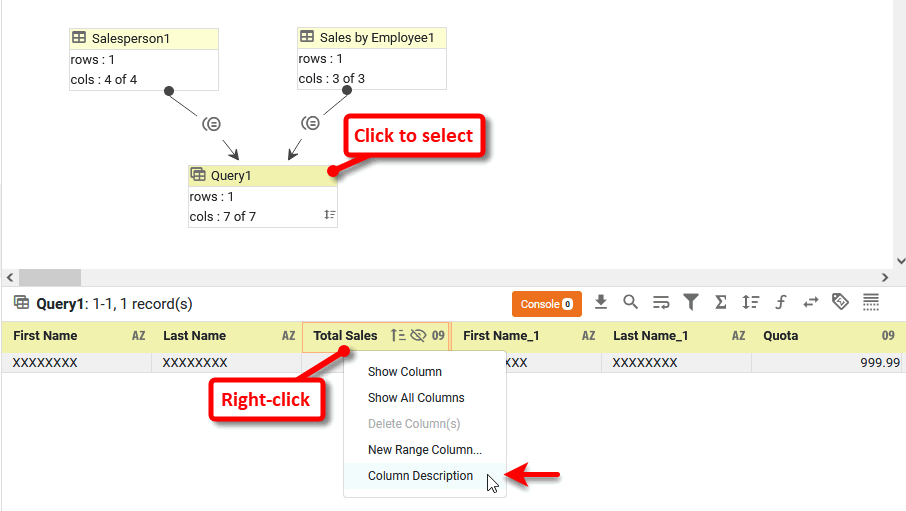 Salesperson1
rows : 1
cols : 4 of 4
Sales by Employee1
rows : 1
cols : 3 of 3
Click to select
Query1
rows : 1
cols : 7 of 7
Query1: 1-1, 1 record(s)
Console 0
First Name AZ Last Name AZ Total Sales 09 First Name_1 AZ Last Name_1 AZ Quota 09
XXXXXXXX XXXXXXXX XX XXXXXXXX 999.99
Right-click
Show Column
Show All Columns
Delete Column(s)
New Range Column...
Column Description